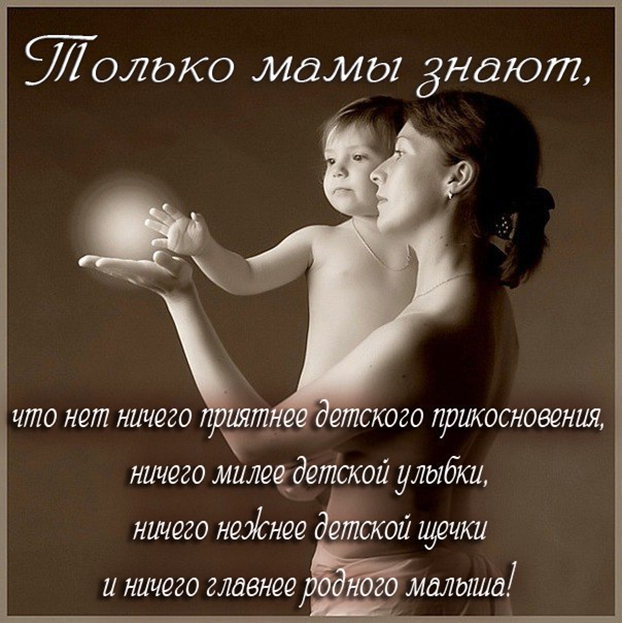 Только мамы знают,
что нет ничего приятнее детского прикосновения,
ничего милее детской улыбки,
ничего нежнее детской щечки
и ничего главнее родного малыша!